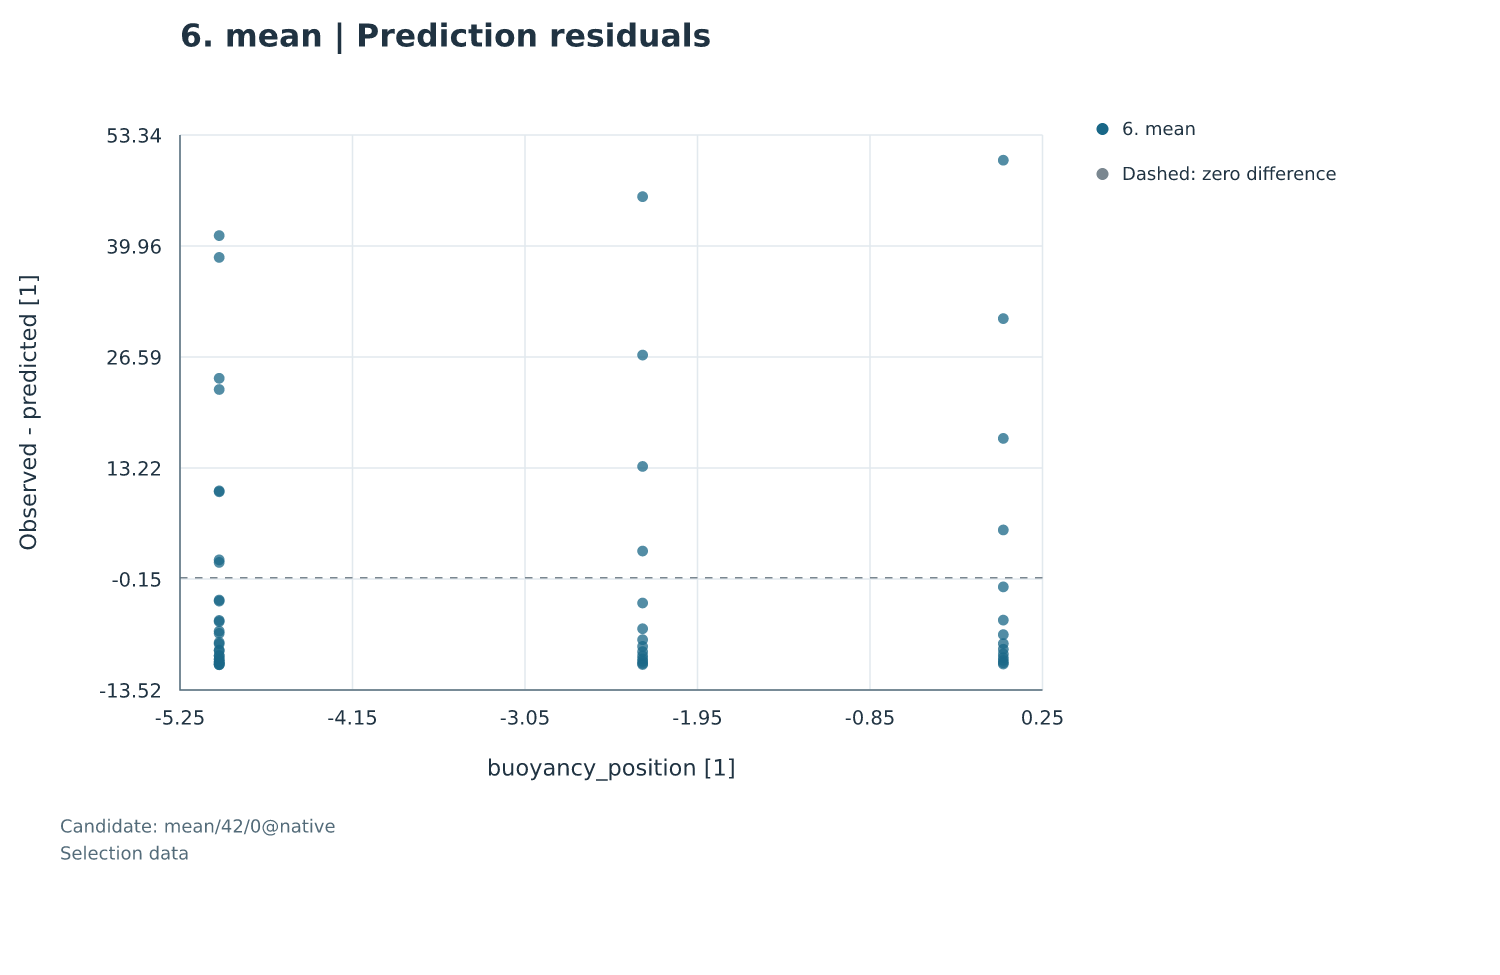 6. mean | Prediction residuals
6. mean
Dashed: zero difference
53.34
39.96
26.59
13.22
-0.15
-13.52
Observed - predicted [1]
-5.25
-4.15
-3.05
-1.95
-0.85
0.25
buoyancy_position [1]
Candidate: mean/42/0@native
Selection data